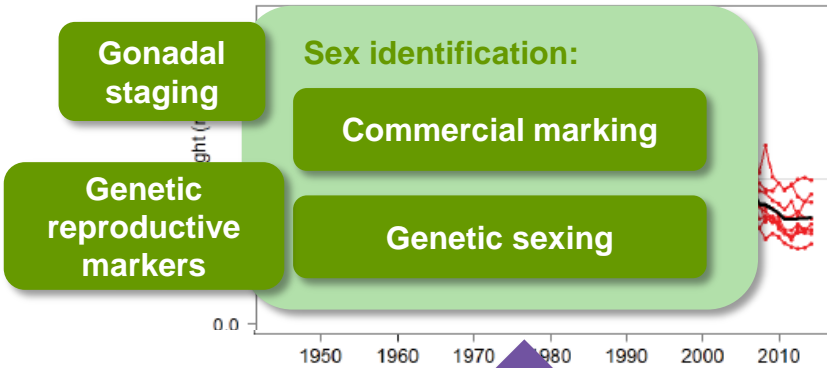 Gonadal
staging
Sex identification:
Commercial marking
Genetic
reproductive
markers
Genetic sexing
0.0
1950 1960 1970 1990 2000 2010